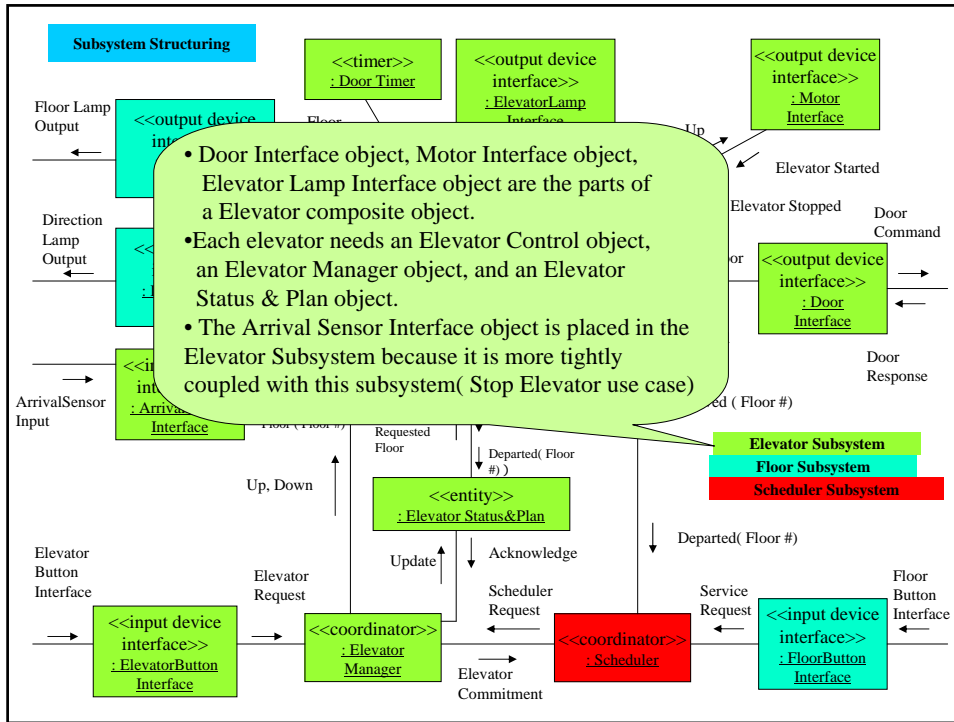 Subsystem Structuring
<<timer>>
: Door Timer
<<output device
interface>>
: ElevatorLamp
Interface
<<output device
interface>>
: Motor
Interface
Floor Lamp
Output
<<output device
Up
Elevator Started
Elevator Stopped
• Door Interface object, Motor Interface object,
Elevator Lamp Interface object are the parts of
a Elevator composite object.
•Each elevator needs an Elevator Control object,
an Elevator Manager object, and an Elevator
Status & Plan object.
• The Arrival Sensor Interface object is placed in the
Elevator Subsystem because it is more tightly
coupled with this subsystem( Stop Elevator use case)
Direction
Lamp
Output
Door
Command
<<output device
interface>>
: Door
Interface
Door
Response
ArrivalSensor
Input
Interface
Floor ( Floor #)
Requested
Floor
( Floor #)
Elevator Subsystem
Floor Subsystem
Scheduler Subsystem
Departed( Floor
#) )
Up, Down
<<entity>>
: Elevator Status&Plan
Update
Acknowledge
Departed( Floor #)
Elevator
Button
Interface
Elevator
Request
Scheduler
Request
Service
Request
Floor
Button
Interface
<<input device
interface>>
: ElevatorButton
Interface
<<coordinator>>
: Elevator
Manager
Elevator
Commitment
<<coordinator>>
: Scheduler
<<input device
interface>>
: FloorButton
Interface